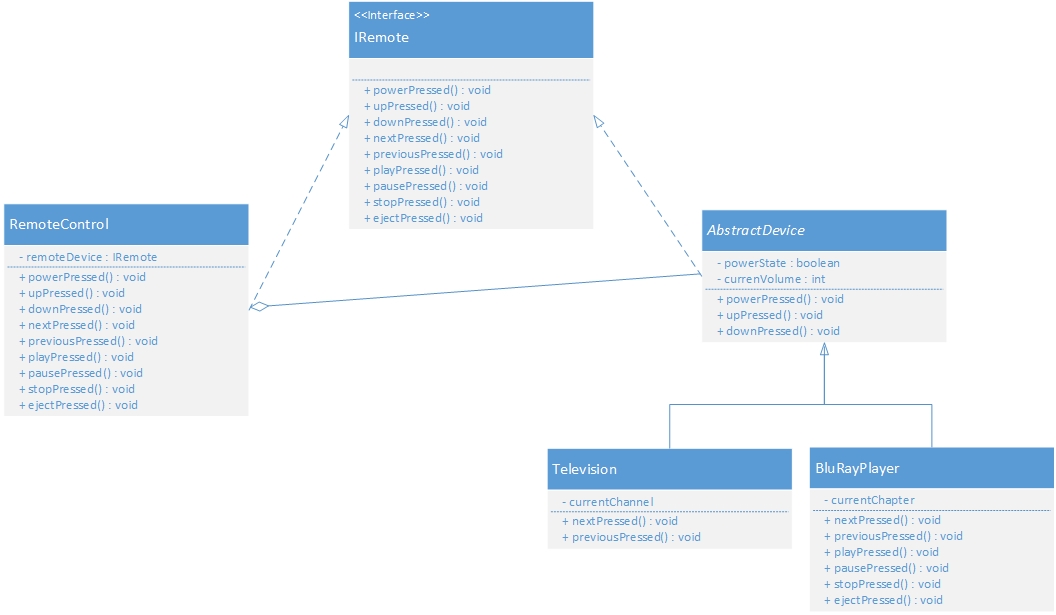 <<Interface>>
IRemote
+ powerPressed() : void
+ upPressed() : void
+ downPressed() : void
+ nextPressed() : void
+ previousPressed() : void
+ playPressed() : void
+ pausePressed() : void
+ stopPressed() : void
+ ejectPressed() : void
RemoteControl
- remoteDevice : IRemote
+ powerPressed() : void
+ upPressed() : void
+ downPressed() : void
+ nextPressed() : void
+ previousPressed() : void
+ playPressed() : void
+ pausePressed() : void
+ stopPressed() : void
+ ejectPressed() : void
AbstractDevice
- powerState : boolean
- currenVolume : int
+ powerPressed() : void
+ upPressed() : void
+ downPressed() : void
Television
- currentChannel
+ nextPressed() : void
+ previousPressed() : void
BluRayPlayer
- currentChapter
+ nextPressed() : void
+ previousPressed() : void
+ playPressed() : void
+ pausePressed() : void
+ stopPressed() : void
+ ejectPressed() : void